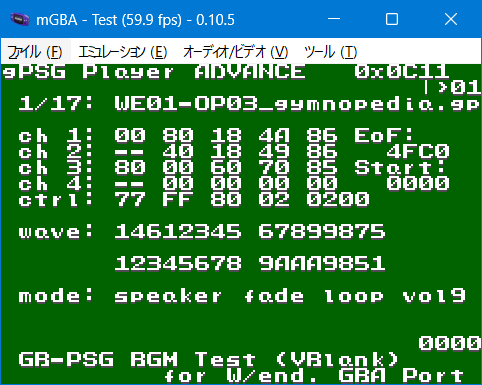 mGBA - Test (59.9 fps) - 0.10.5
ファイル (F) エミュレーション (E) オーディオ/ビデオ (V) ツール (T)
gPSG Player ADVANCE 0x0C11
|>01
1/17: WE01-OP03_gymnopedia.gp
ch 1: 00 80 18 4A 86 EoF:
ch 2: -- 40 18 49 86 4FC0
ch 3: 80 00 60 70 85 Start:
ch 4: -- 00 00 00 00 0000
ctrl: 77 FF 80 02 0200
wave: 14612345 67899875
12345678 9AAA9851
mode: speaker fade loop vol9
0000
GB-PSG BGM Test (VBlank)
for W/end. GBA Port